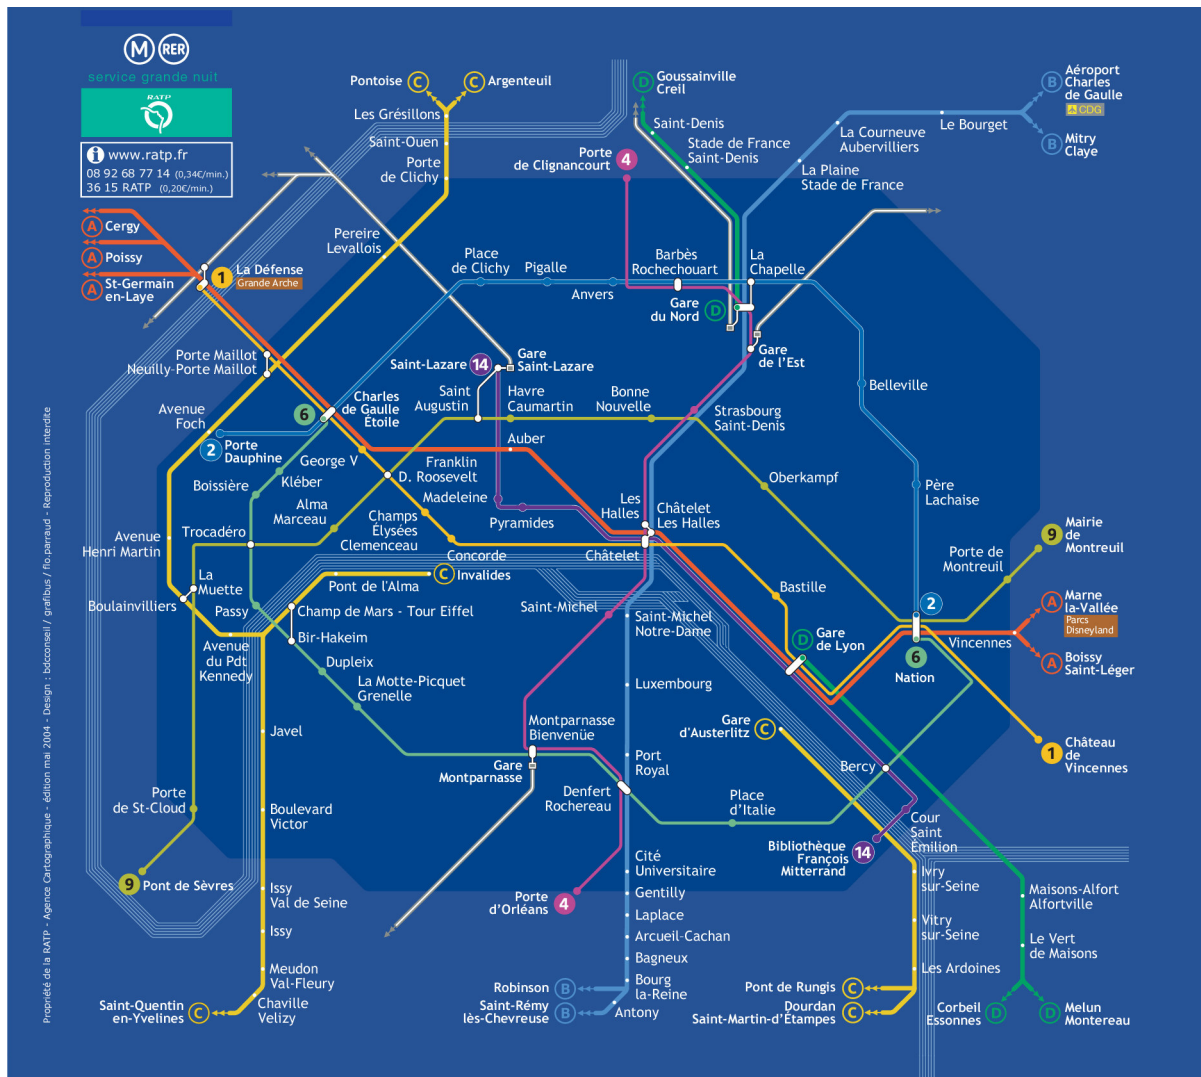 M RER
service grande nuit
RATP
i www.ratp.fr
08 92 68 77 14 (0,34€/min.)
36 15 RATP (0,20€/min.)
Pontoise C
C Argenteuil
Les Grésillons
Saint-Ouen
Porte
de Clichy
D Goussainville
Creil
Saint-Denis
Stade de France
Saint-Denis
Porte
de Clignancourt 4
B Aéroport
Charles
de Gaulle
CDG
B Mitry
Claye
Le Bourget
La Courneuve
Aubervilliers
La Plaine
Stade de France
A Cergy
A Poissy
A St-Germain
en-Laye
1 La Défense
Grande Arche
Pereire
Levallois
Place
de Clichy
Pigalle
Anvers
Barbès
Rochechouart
La
Chapelle
Gare
du Nord D
Gare
de l'Est
Porte Maillot
Neuilly-Porte Maillot
Saint-Lazare 14
Gare
Saint-Lazare
Saint
Augustin
Havre
Caumartin
Bonne
Nouvelle
Strasbourg
Saint-Denis
Belleville
Avenue
Foch
2 Porte
Dauphine
6 Charles
de Gaulle
Étoile
George V
Kléber
Boissière
Auber
Franklin
D. Roosevelt
Madeleine
Pyramides
Oberkampf
Père
Lachaise
Alma
Marceau
Trocadéro
Champs
Élysées
Clemenceau
Concorde
Les
Halles
Châtelet
Les Halles
Châtelet
9 Mairie
de
Montreuil
Porte de
Montreuil
Avenue
Henri Martin
La
Muette
Boulainvilliers
Pont de l'Alma
C Invalides
Passy
Champ de Mars - Tour Eiffel
Bir-Hakeim
Avenue
du Pdt
Kennedy
Dupleix
La Motte-Picquet
Grenelle
Saint-Michel
Saint-Michel
Notre-Dame
Bastille
D Gare
de Lyon
2
6
Nation
Vincennes
A Marne
la-Vallée
Parcs
Disneyland
A Boissy
Saint-Léger
Luxembourg
Javel
Montparnasse
Bienvenüe
Gare
Montparnasse
Gare
d'Austerlitz C
Port
Royal
Bercy
1 Château
de
Vincennes
Denfert
Rochereau
Place
d'Italie
Porte
de St-Cloud
Boulevard
Victor
Cour
Saint
Émilion
Bibliothèque
François
Mitterrand 14
9 Pont de Sèvres
Issy
Val de Seine
Issy
Meudon
Val-Fleury
Chaville
Velizy
Saint-Quentin
en-Yvelines C
Porte
d'Orléans 4
Cité
Universitaire
Gentilly
Laplace
Arcueil-Cachan
Bagneux
Bourg
la-Reine
Antony
Robinson B
Saint-Rémy
lès-Chevreuse B
Ivry
sur-Seine
Vitry
sur-Seine
Les Ardoines
Pont de Rungis C
Dourdan
Saint-Martin-d'Étampes C
Maisons-Alfort
Alfortville
Le Vert
de Maisons
Corbeil
Essonnes D
D Melun
Montereau
Propriété de la RATP - Agence Cartographique - édition mai 2004 - Design : bdcconseil / grafibus / flo.parraud - Reproduction interdite